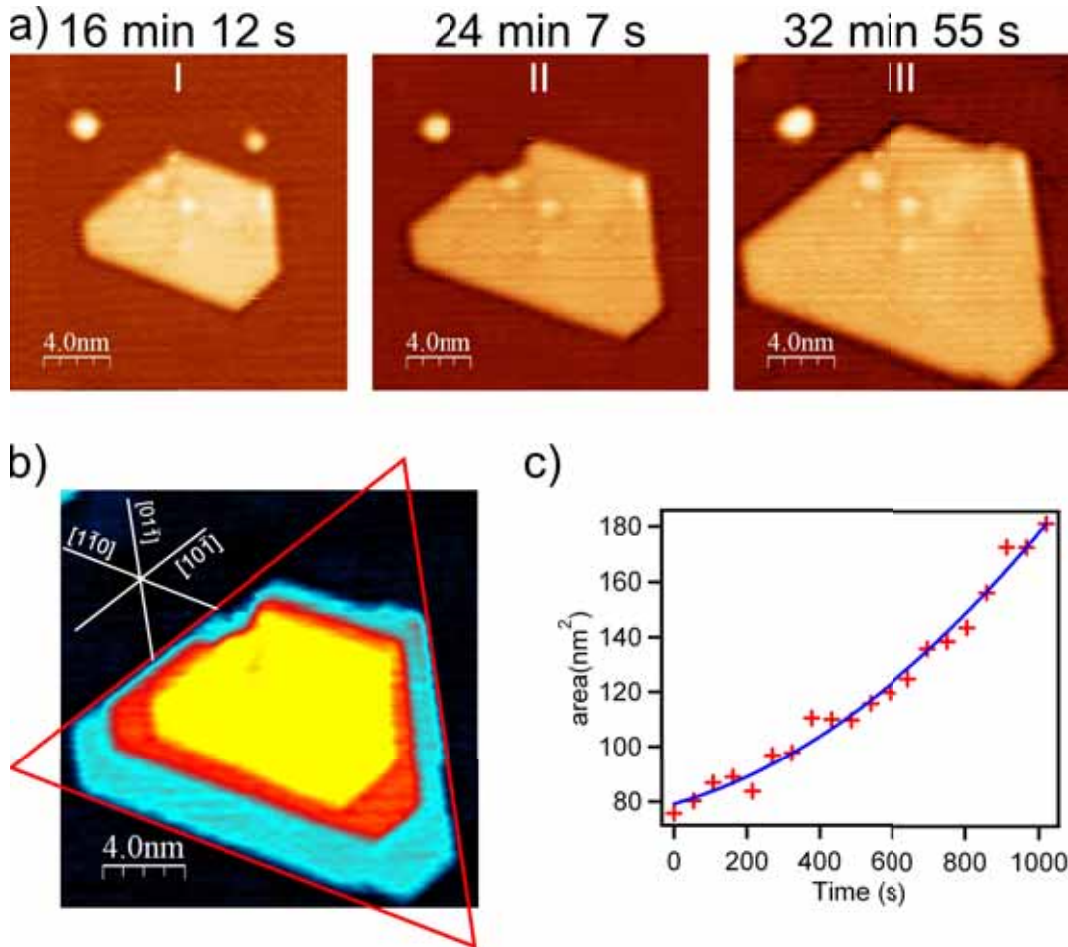 a) 16 min 12 s 24 min 7 s 32 min 55 s
I II III
4.0nm 4.0nm 4.0nm
b) c)
[11̄0] [011̄] [101̄]
4.0nm
area(nm²)
180
160
140
120
100
80
0 200 400 600 800 1000
Time (s)